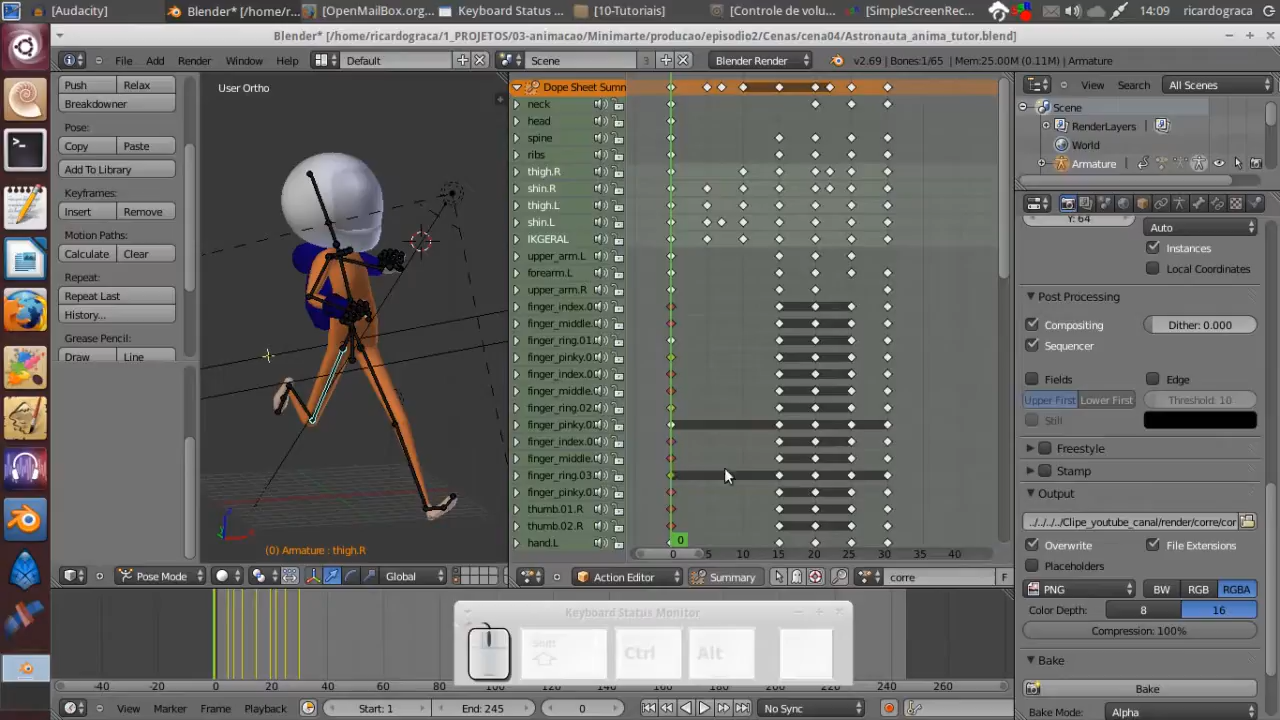 [Audacity]
Blender* [/home/r...
[OpenMailBox.org...
Keyboard Status ...
[10-Tutoriais]
[Controle de volu...
[SimpleScreenRec...
14:09
ricardograca
Blender* [/home/ricardograca/1_PROJETOS/03-animacao/Minimarte/producao/episodio2/Cenas/cena04/Astronauta_anima_tutor.blend]
File Add Render Window Help
Default
Scene
3
Blender Render
v2.69 | Bones:1/65 | Mem:25.00M (0.11M) | Armature
Push Relax
Breakdowner
Pose:
Copy Paste
Add To Library
Keyframes:
Insert Remove
Motion Paths:
Calculate Clear
Repeat:
Repeat Last
History...
Grease Pencil:
Draw Line
User Ortho
(0) Armature : thigh.R
Pose Mode
Global
Dope Sheet Summ
neck
head
spine
ribs
thigh.R
shin.R
thigh.L
shin.L
IKGERAL
upper_arm.L
forearm.L
upper_arm.R
finger_index.0
finger_middle.
finger_ring.01
finger_pinky.0
finger_index.0
finger_middle.
finger_ring.02
finger_pinky.0
finger_index.0
finger_middle.
finger_ring.03
finger_pinky.0
thumb.01.R
thumb.02.R
hand.L
0
0 5 10 15 20 25 30 35 40
Action Editor
Summary
corre
F
View Search All Scenes
Scene
RenderLayers
World
Armature
Y: 64
Auto
Instances
Local Coordinates
Post Processing
Compositing
Dither: 0.000
Sequencer
Fields
Edge
Upper First Lower First
Threshold: 10
Still
Freestyle
Stamp
Output
../../../../Clipe_youtube_canal/render/corre/cor
Overwrite
File Extensions
Placeholders
PNG
BW RGB RGBA
Color Depth: 8 16
Compression: 100%
Bake
Bake
Bake Mode: Alpha
Keyboard Status Monitor
Shift
Ctrl
Alt
-40 -20 0 20 40 60 80 100 120 140 160 180 200 220 240 260
View Marker Frame Playback
Start: 1
End: 245
0
No Sync